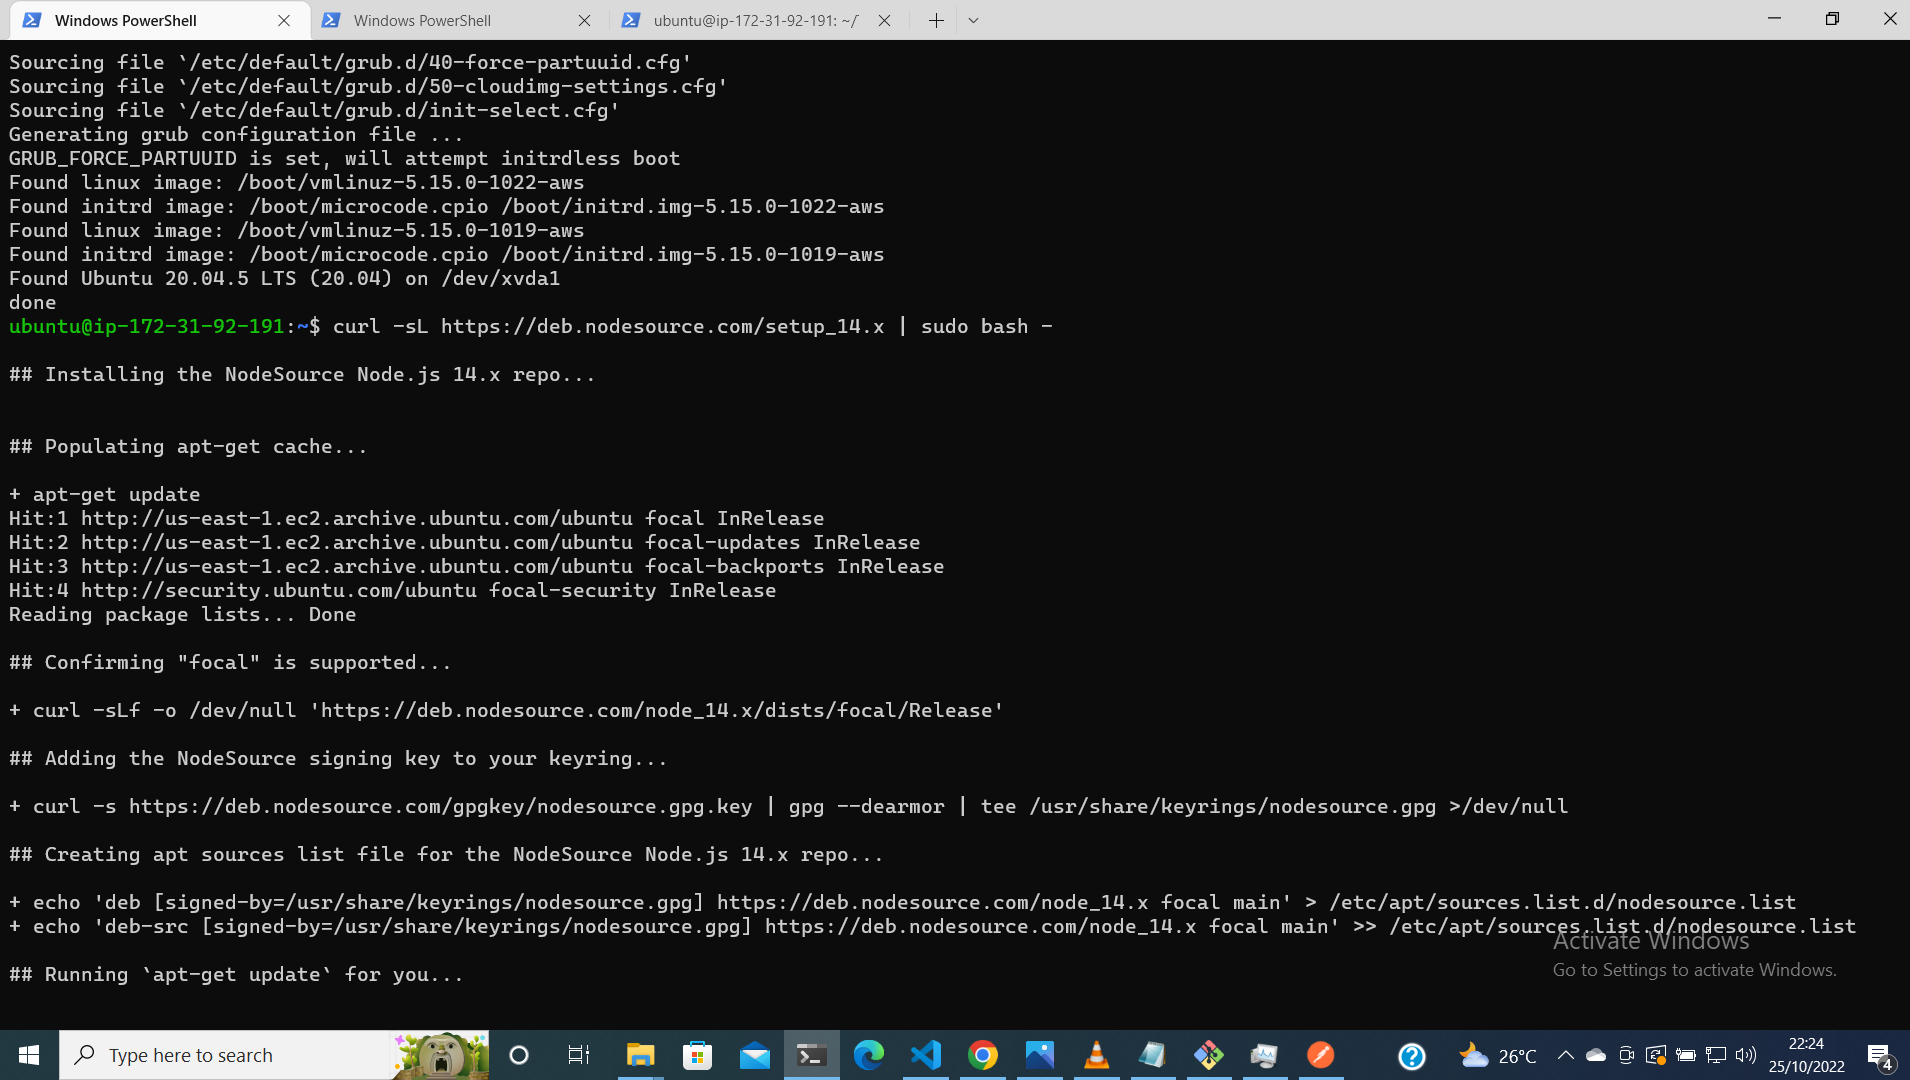 Windows PowerShell
Windows PowerShell
ubuntu@ip-172-31-92-191: ~/
Sourcing file `/etc/default/grub.d/40-force-partuuid.cfg'
Sourcing file `/etc/default/grub.d/50-cloudimg-settings.cfg'
Sourcing file `/etc/default/grub.d/init-select.cfg'
Generating grub configuration file ...
GRUB_FORCE_PARTUUID is set, will attempt initrdless boot
Found linux image: /boot/vmlinuz-5.15.0-1022-aws
Found initrd image: /boot/microcode.cpio /boot/initrd.img-5.15.0-1022-aws
Found linux image: /boot/vmlinuz-5.15.0-1019-aws
Found initrd image: /boot/microcode.cpio /boot/initrd.img-5.15.0-1019-aws
Found Ubuntu 20.04.5 LTS (20.04) on /dev/xvda1
done
ubuntu@ip-172-31-92-191:~$ curl -sL https://deb.nodesource.com/setup_14.x | sudo bash -
## Installing the NodeSource Node.js 14.x repo...
## Populating apt-get cache...
+ apt-get update
Hit:1 http://us-east-1.ec2.archive.ubuntu.com/ubuntu focal InRelease
Hit:2 http://us-east-1.ec2.archive.ubuntu.com/ubuntu focal-updates InRelease
Hit:3 http://us-east-1.ec2.archive.ubuntu.com/ubuntu focal-backports InRelease
Hit:4 http://security.ubuntu.com/ubuntu focal-security InRelease
Reading package lists... Done
## Confirming "focal" is supported...
+ curl -sLf -o /dev/null 'https://deb.nodesource.com/node_14.x/dists/focal/Release'
## Adding the NodeSource signing key to your keyring...
+ curl -s https://deb.nodesource.com/gpgkey/nodesource.gpg.key | gpg --dearmor | tee /usr/share/keyrings/nodesource.gpg >/dev/null
## Creating apt sources list file for the NodeSource Node.js 14.x repo...
+ echo 'deb [signed-by=/usr/share/keyrings/nodesource.gpg] https://deb.nodesource.com/node_14.x focal main' > /etc/apt/sources.list.d/nodesource.list
+ echo 'deb-src [signed-by=/usr/share/keyrings/nodesource.gpg] https://deb.nodesource.com/node_14.x focal main' >> /etc/apt/sources.list.d/nodesource.list
Activate Windows
Go to Settings to activate Windows.
## Running `apt-get update` for you...
Type here to search
26°C
22:24
25/10/2022
4